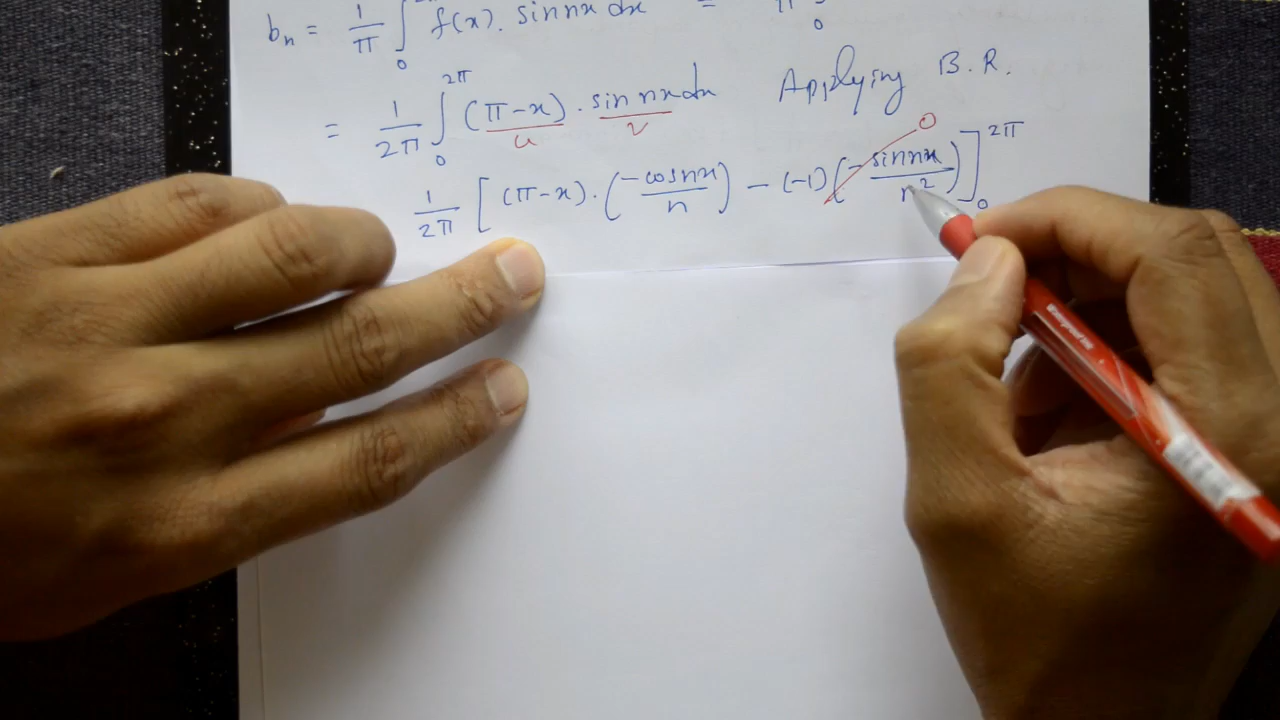 bₙ = 1/π ∫₀ f(x). sin nx dx = π ₀
= 1/2π ∫₀^2π (π-x) . sin nx dx Applying B.R.
u v 0
1/2π [ (π-x) . (-cos nx / n) - (-1) (-sin nx / n²) ]₀^2π